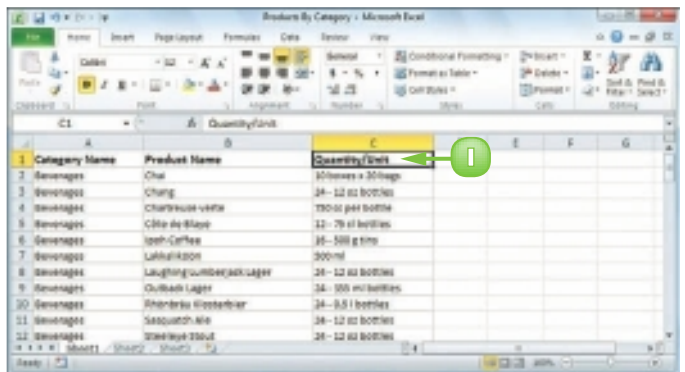 Products By Category - Microsoft Excel
File Home Insert Page Layout Formulas Data Review View
Paste Calibri General Conditional Formatting Insert
Format as Table Delete Sort & Find &
Cell Styles Format Filter Select
Clipboard Font Alignment Number Styles Cells Editing
C1 Quantity/Unit
A B C E F G
1 Category Name Product Name Quantity/Unit 1
2 Beverages Chai 10 boxes x 20 bags
3 Beverages Chang 24 - 12 oz bottles
4 Beverages Chartreuse verte 750 cc per bottle
5 Beverages Côte de Blaye 12 - 75 cl bottles
6 Beverages Ipoh Coffee 16 - 500 g tins
7 Beverages Lakkalikööri 500 ml
8 Beverages Laughing Lumberjack Lager 24 - 12 oz bottles
9 Beverages Outback Lager 24 - 355 ml bottles
10 Beverages Rhönbräu Klosterbier 24 - 0.5 l bottles
11 Beverages Sasquatch Ale 24 - 12 oz bottles
12 Beverages Steeleye Stout 24 - 12 oz bottles
Sheet1 Sheet2 Sheet3
Ready 100%